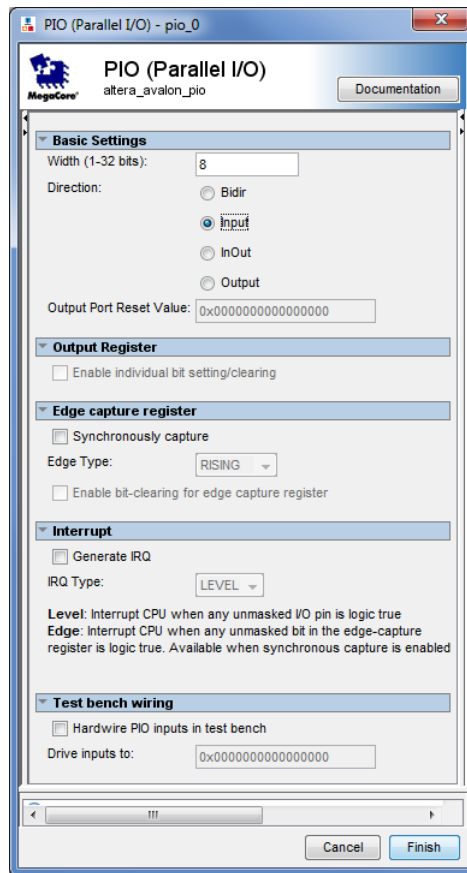 PIO (Parallel I/O) - pio_0
PIO (Parallel I/O)
MegaCore®
altera_avalon_pio
Documentation
Basic Settings
Width (1-32 bits): 8
Direction: Bidir
Input
InOut
Output
Output Port Reset Value: 0x0000000000000000
Output Register
Enable individual bit setting/clearing
Edge capture register
Synchronously capture
Edge Type: RISING
Enable bit-clearing for edge capture register
Interrupt
Generate IRQ
IRQ Type: LEVEL
Level: Interrupt CPU when any unmasked I/O pin is logic true
Edge: Interrupt CPU when any unmasked bit in the edge-capture
register is logic true. Available when synchronous capture is enabled
Test bench wiring
Hardwire PIO inputs in test bench
Drive inputs to: 0x0000000000000000
Cancel Finish